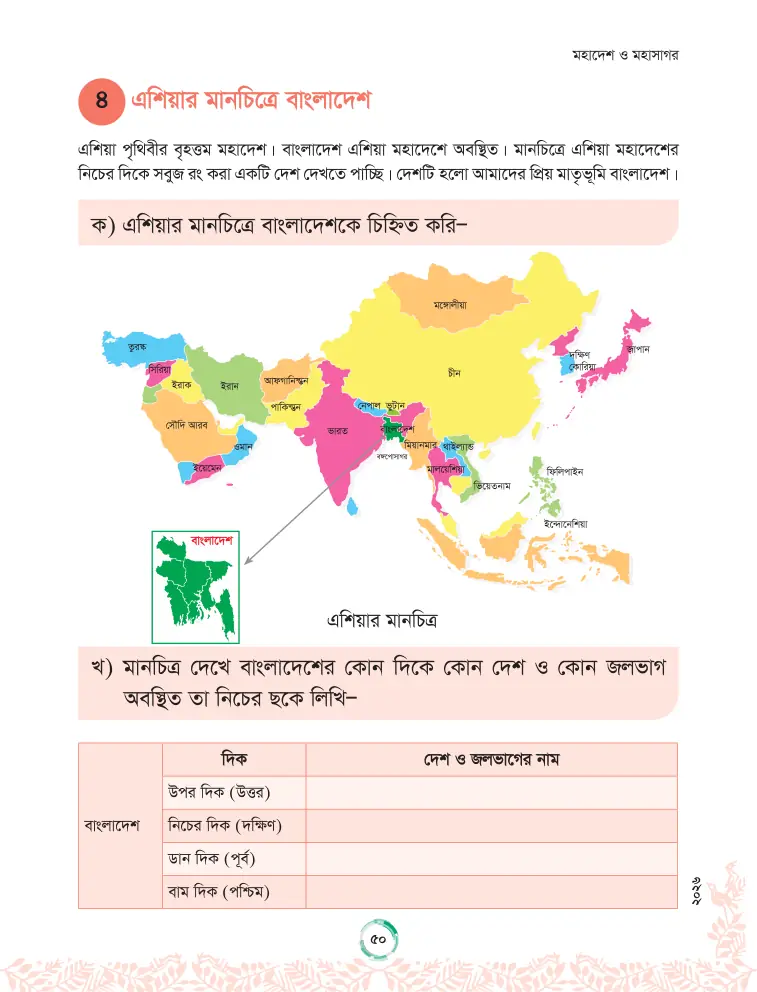 মহাদেশ ও মহাসাগর
৪ এশিয়ার মানচিত্রে বাংলাদেশ
এশিয়া পৃথিবীর বৃহত্তম মহাদেশ। বাংলাদেশ এশিয়া মহাদেশে অবস্থিত। মানচিত্রে এশিয়া মহাদেশের
নিচের দিকে সবুজ রং করা একটি দেশ দেখতে পাচ্ছি। দেশটি হলো আমাদের প্রিয় মাতৃভূমি বাংলাদেশ।
ক) এশিয়ার মানচিত্রে বাংলাদেশকে চিহ্নিত করি–
মঙ্গোলীয়া
তুরষ্ক
সিরিয়া
ইরাক
ইরান
আফগানিস্তান
পাকিস্তান
সৌদি আরব
ওমান
ইয়েমেন
চীন
দক্ষিণ
কোরিয়া
জাপান
নেপাল
ভুটান
ভারত
বাংলাদেশ
বঙ্গোপসাগর
মিয়ানমার
থাইল্যান্ড
মালয়েশিয়া
ভিয়েতনাম
ফিলিপাইন
ইন্দোনেশিয়া
বাংলাদেশ
এশিয়ার মানচিত্র
খ) মানচিত্র দেখে বাংলাদেশের কোন দিকে কোন দেশ ও কোন জলভাগ
অবস্থিত তা নিচের ছকে লিখি–
দিক দেশ ও জলভাগের নাম
উপর দিক (উত্তর)
বাংলাদেশ নিচের দিক (দক্ষিণ)
ডান দিক (পূর্ব)
বাম দিক (পশ্চিম)
২০২৬
৫০